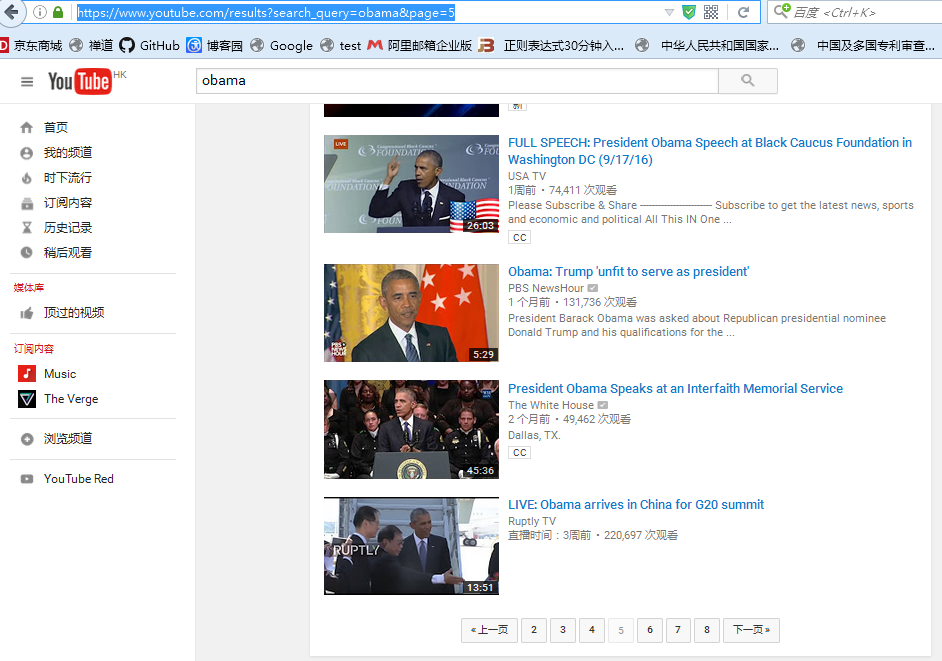 https://www.youtube.com/results?search_query=obama&page=5
百度 <Ctrl+K>
京东商城 禅道 GitHub 博客园 Google test 阿里邮箱企业版 正则表达式30分钟入... 中华人民共和国国家... 中国及多国专利审查...
YouTube HK
obama
首页
我的频道
时下流行
订阅内容
历史记录
稍后观看
媒体库
顶过的视频
订阅内容
Music
The Verge
浏览频道
YouTube Red
LIVE
26:03
FULL SPEECH: President Obama Speech at Black Caucus Foundation in
Washington DC (9/17/16)
USA TV
1周前 • 74,411 次观看
Please Subscribe & Share ——————— Subscribe to get the latest news, sports
and economic and political All This IN One ...
CC
PBS NEWS HOUR
5:29
Obama: Trump 'unfit to serve as president'
PBS NewsHour
1 个月前 • 131,736 次观看
President Barack Obama was asked about Republican presidential nominee
Donald Trump and his qualifications for the ...
45:36
President Obama Speaks at an Interfaith Memorial Service
The White House
2 个月前 • 49,462 次观看
Dallas, TX.
CC
RUPTLY
13:51
LIVE: Obama arrives in China for G20 summit
Ruptly TV
直播时间：3周前 • 220,697 次观看
« 上一页 2 3 4 5 6 7 8 下一页 »